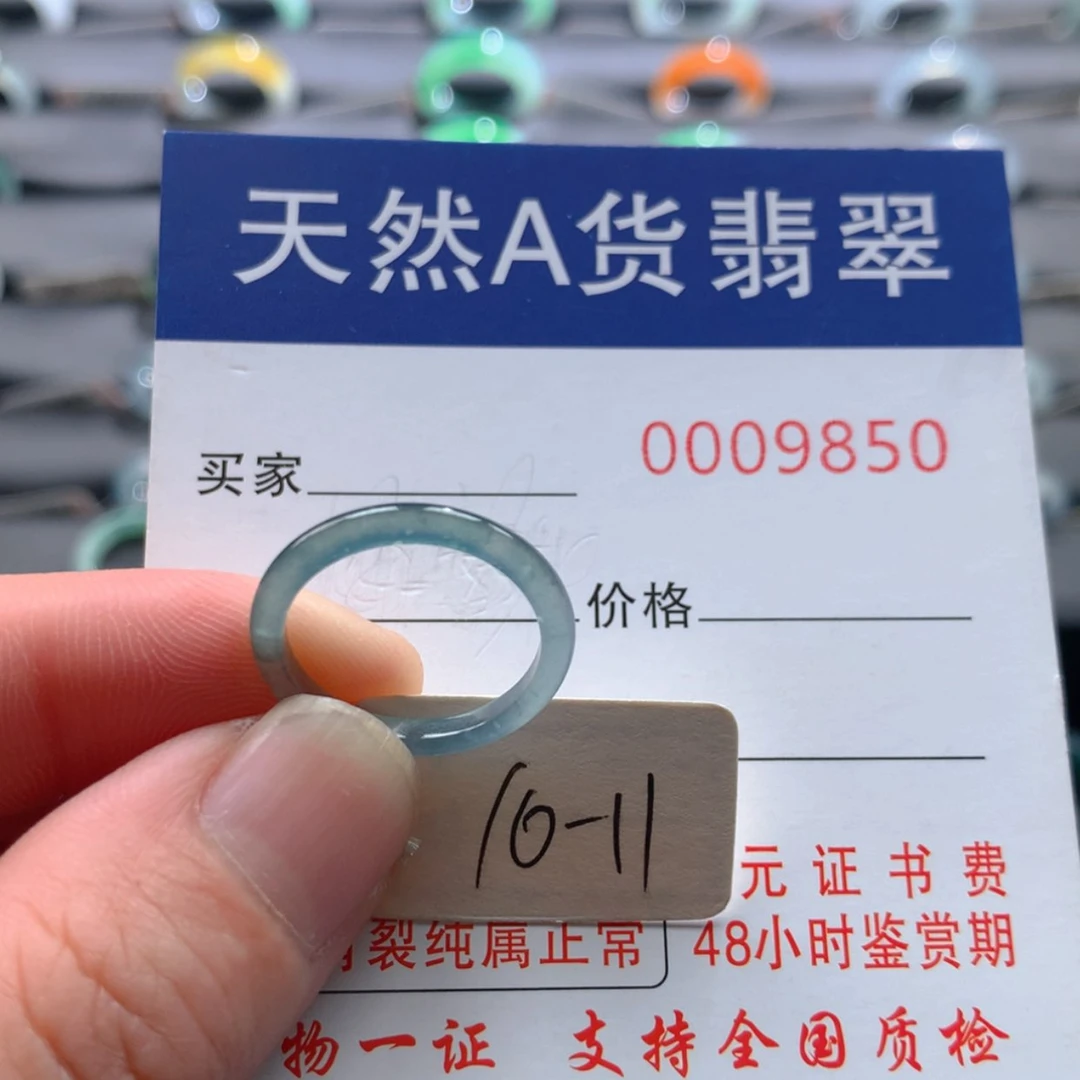 天然A货翡翠
0009850
买家
价格
10-11
元证书费
裂纯属正常 48小时鉴赏期
物一证 支持全国质检